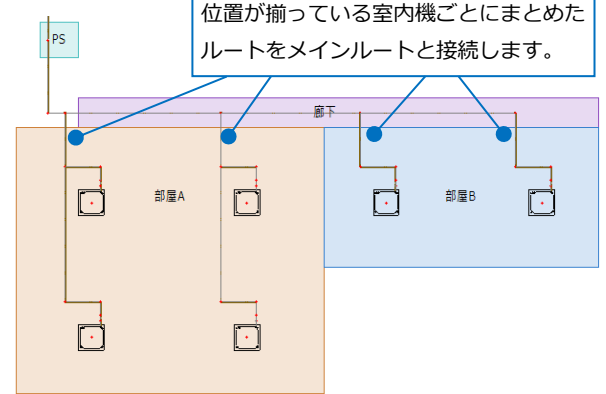 位置が揃っている室内機ごとにまとめた
ルートをメインルートと接続します。
PS
廊下
部屋A
部屋B